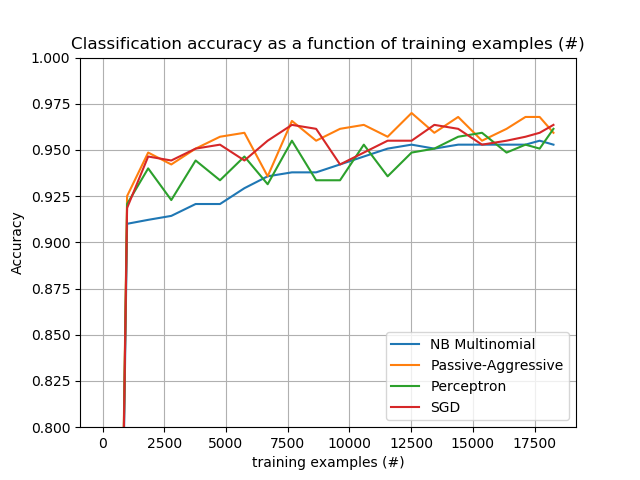 Classification accuracy as a function of training examples (#)
1.000
0.975
0.950
0.925
0.900
0.875
0.850
0.825
0.800
Accuracy
NB Multinomial
Passive-Aggressive
Perceptron
SGD
0 2500 5000 7500 10000 12500 15000 17500
training examples (#)